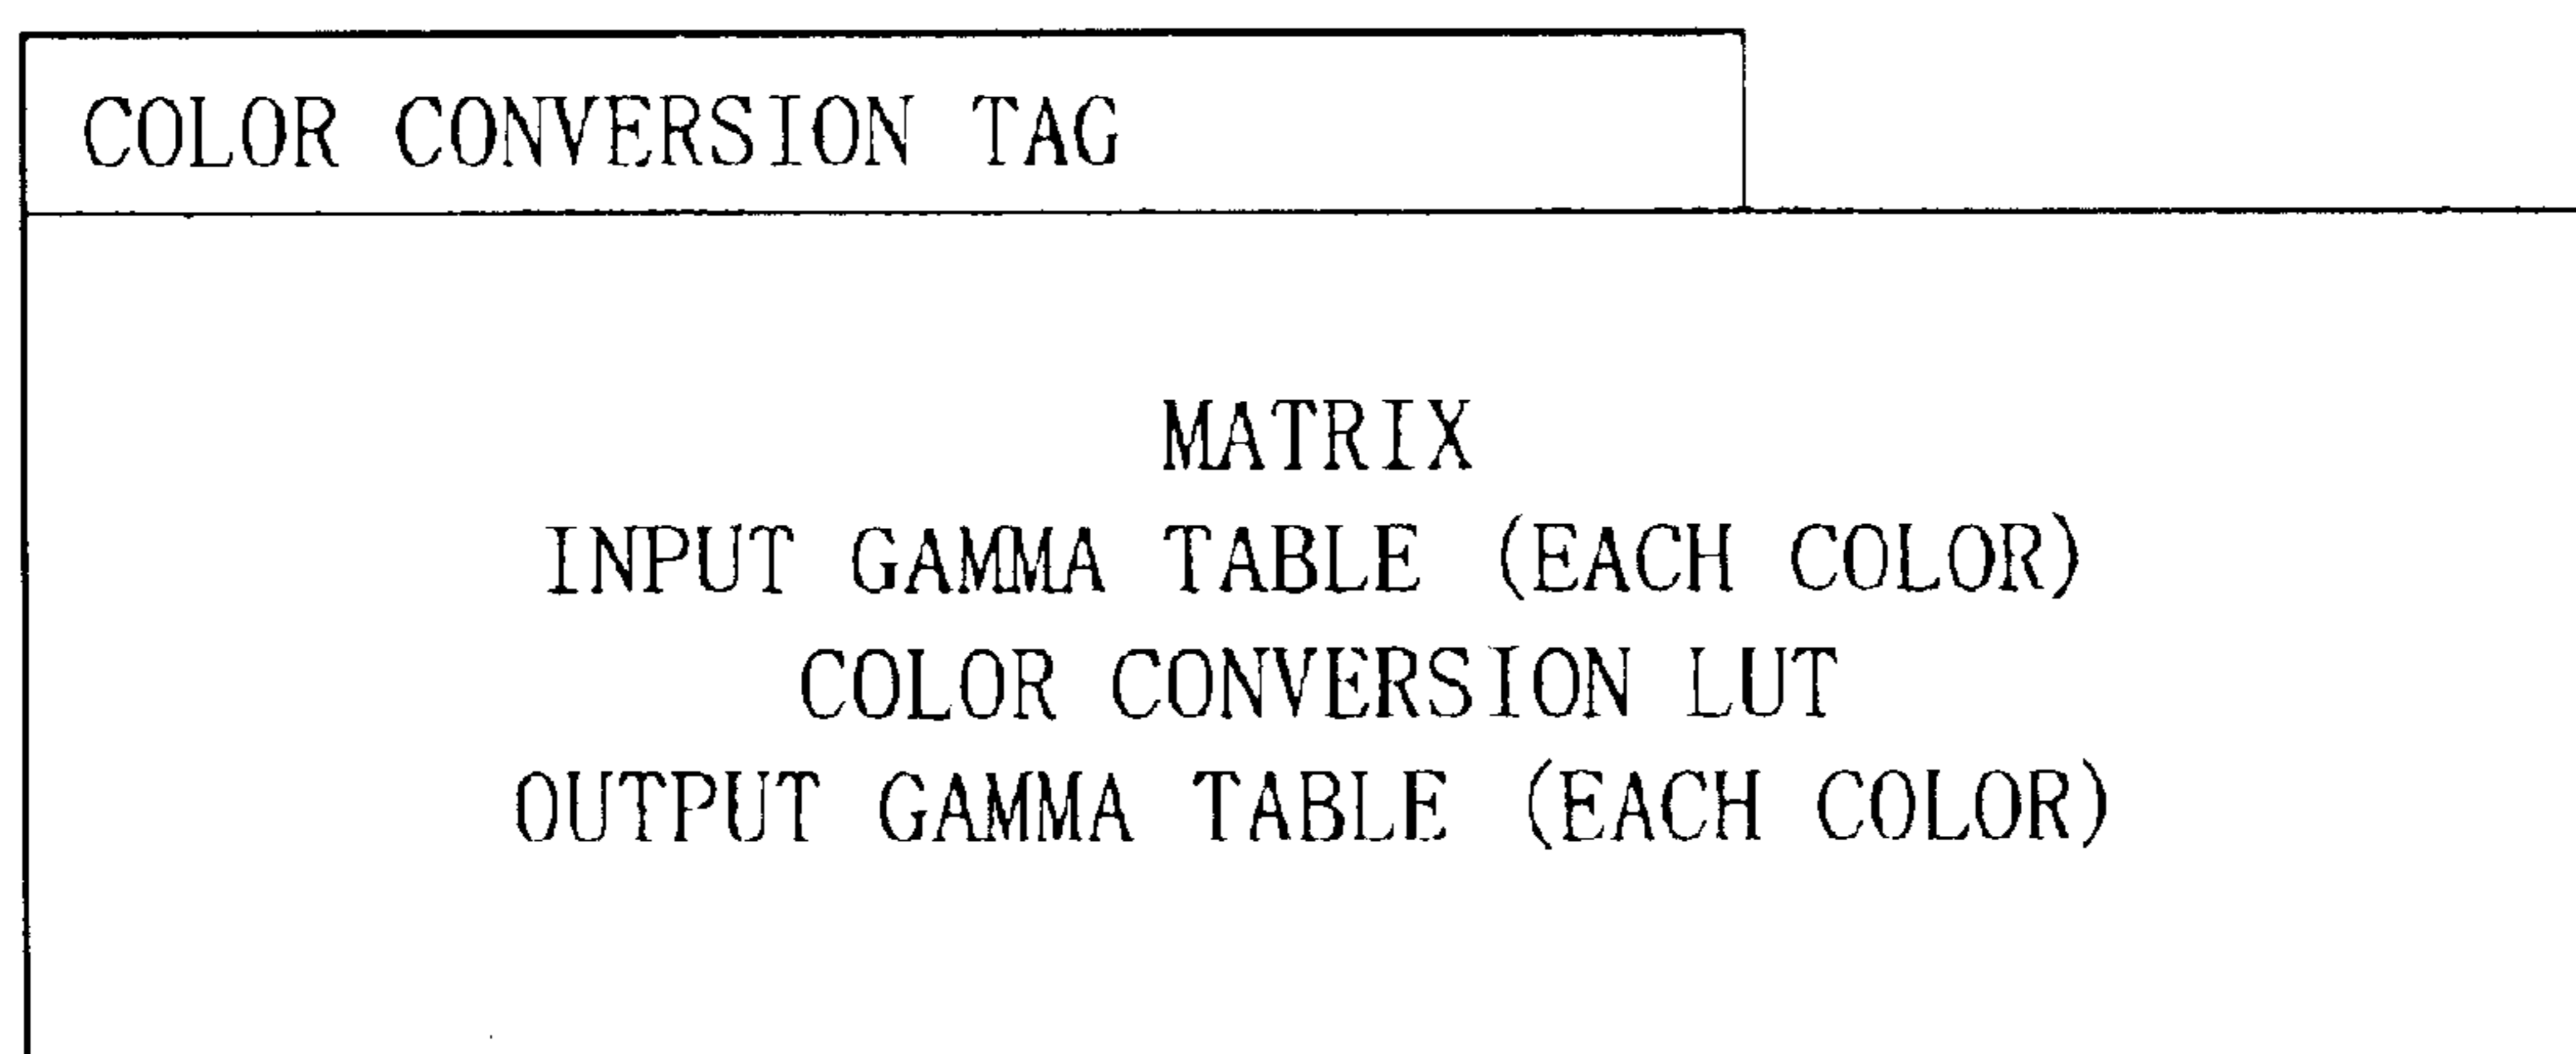 COLOR CONVERSION TAG
MATRIX
INPUT GAMMA TABLE (EACH COLOR)
COLOR CONVERSION LUT
OUTPUT GAMMA TABLE (EACH COLOR)